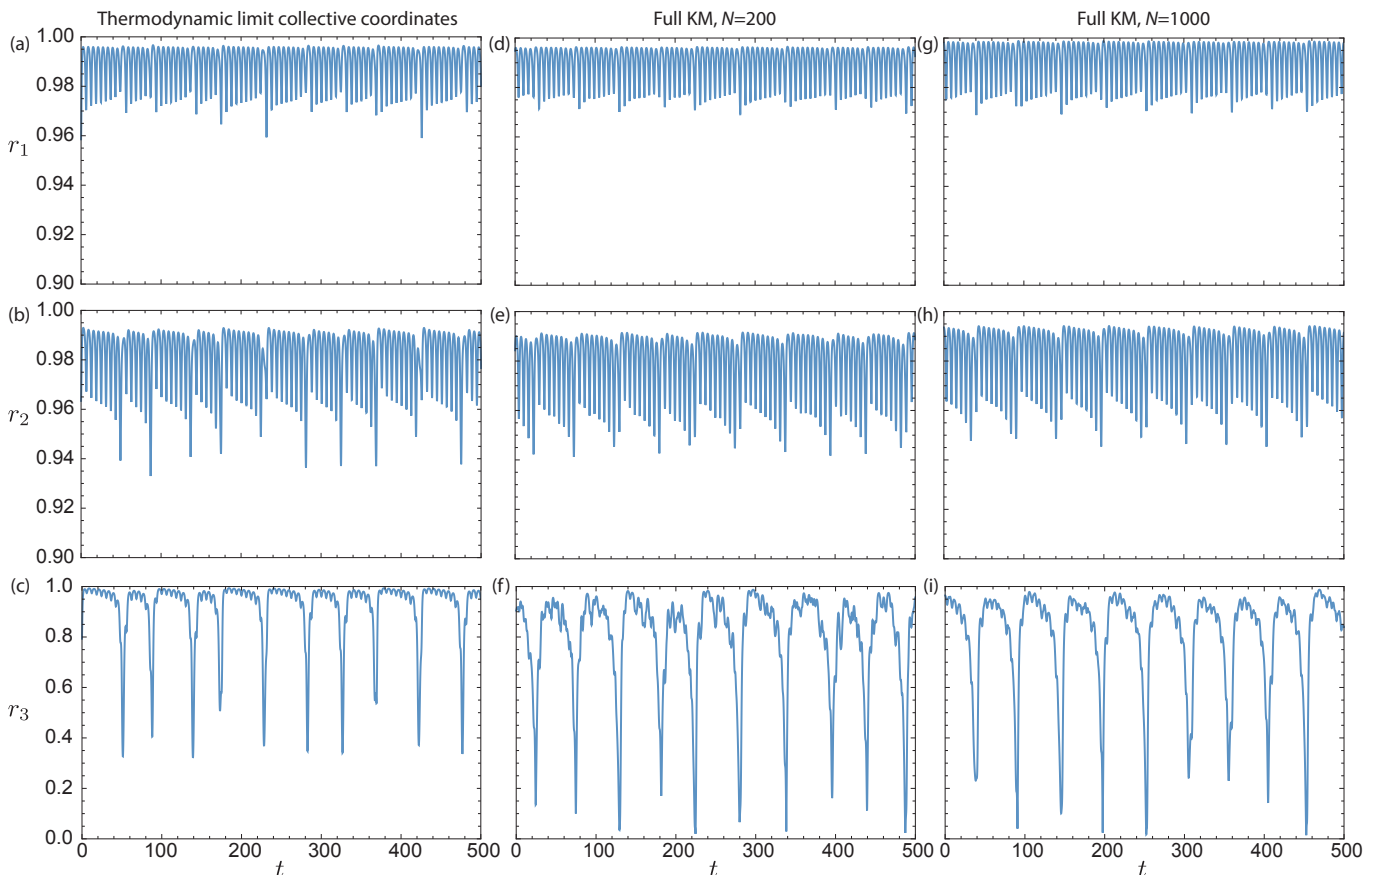 Thermodynamic limit collective coordinates
Full KM, N=200
Full KM, N=1000
(a)
1.00
0.98
0.96
r1
0.94
0.92
0.90
(d)
(g)
(b)
1.00
0.98
0.96
r2
0.94
0.92
0.90
(e)
(h)
(c)
1.0
0.8
0.6
r3
0.4
0.2
0.0
(f)
(i)
0 100 200 300 400 500
t
0 100 200 300 400 500
t
0 100 200 300 400 500
t